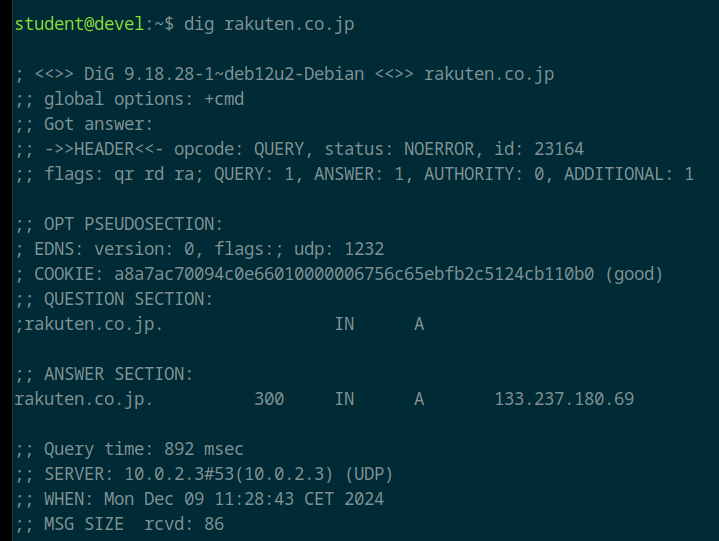 student@devel:~$ dig rakuten.co.jp
; <<>> DiG 9.18.28-1~deb12u2-Debian <<>> rakuten.co.jp
;; global options: +cmd
;; Got answer:
;; ->>HEADER<<- opcode: QUERY, status: NOERROR, id: 23164
;; flags: qr rd ra; QUERY: 1, ANSWER: 1, AUTHORITY: 0, ADDITIONAL: 1
;; OPT PSEUDOSECTION:
; EDNS: version: 0, flags:; udp: 1232
; COOKIE: a8a7ac70094c0e66010000006756c65ebfb2c5124cb110b0 (good)
;; QUESTION SECTION:
;rakuten.co.jp. IN A
;; ANSWER SECTION:
rakuten.co.jp. 300 IN A 133.237.180.69
;; Query time: 892 msec
;; SERVER: 10.0.2.3#53(10.0.2.3) (UDP)
;; WHEN: Mon Dec 09 11:28:43 CET 2024
;; MSG SIZE  rcvd: 86